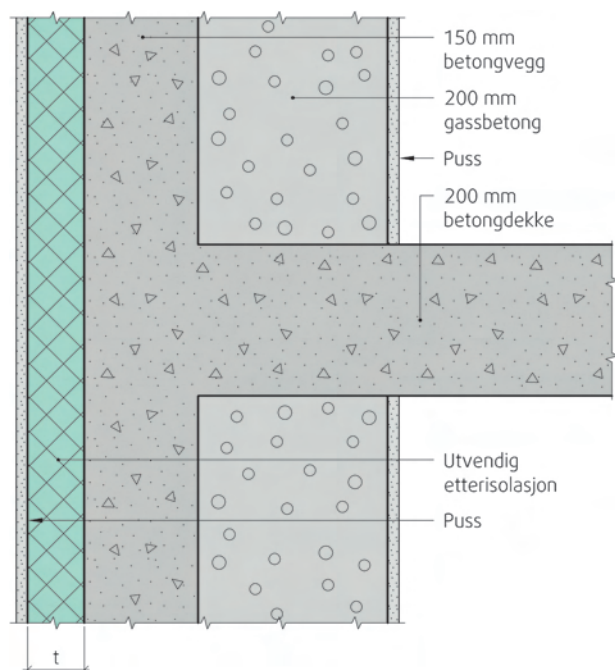 150 mm
betongvegg
200 mm
gassbetong
Puss
200 mm
betongdekke
Utvendig
etterisolasjon
Puss
t